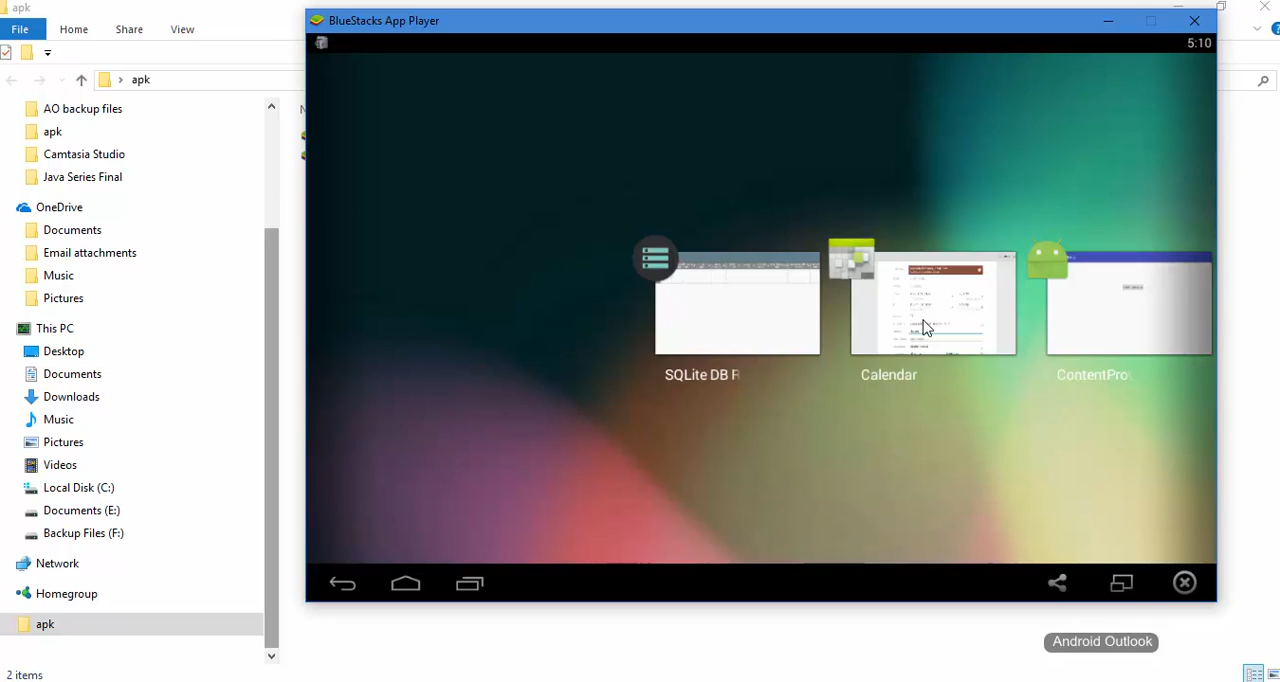 apk
BlueStacks App Player
File
Home
Share
View
5:10
apk
AO backup files
apk
Camtasia Studio
Java Series Final
OneDrive
Documents
Email attachments
Music
Pictures
This PC
Desktop
Documents
Downloads
Music
Pictures
Videos
Local Disk (C:)
Documents (E:)
Backup Files (F:)
Network
Homegroup
apk
SQLite DB R
Calendar
ContentPro
Android Outlook
2 items